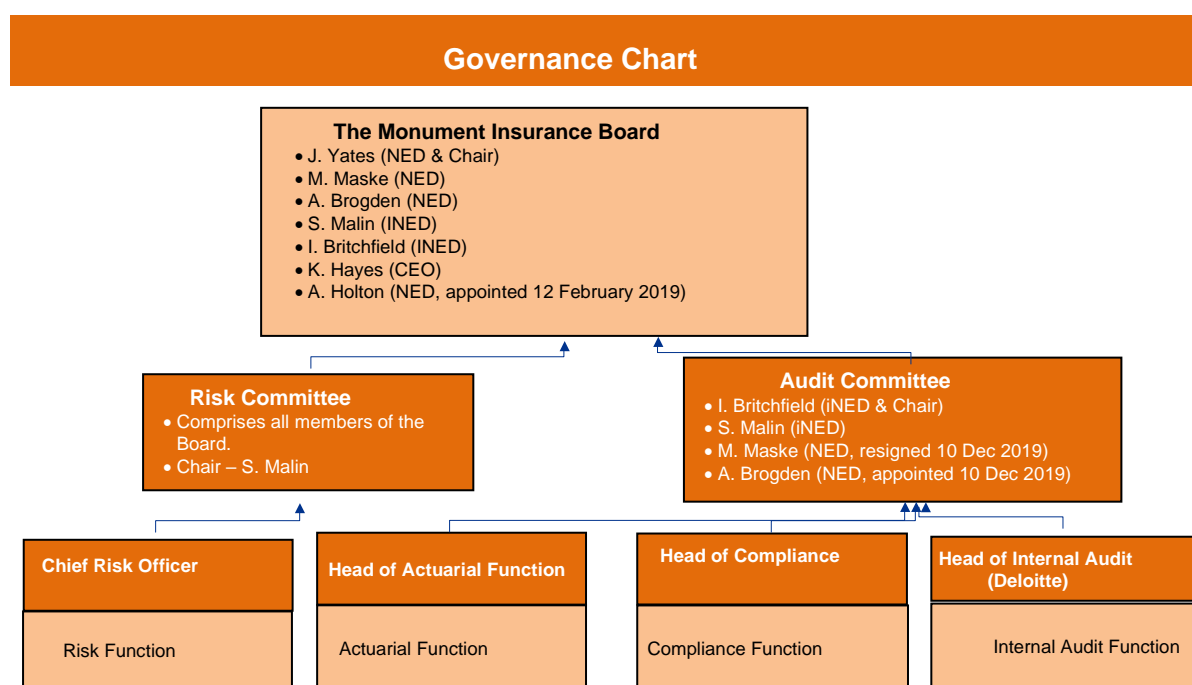 Governance Chart
The Monument Insurance Board
• J. Yates (NED & Chair)
• M. Maske (NED)
• A. Brogden (NED)
• S. Malin (INED)
• I. Britchfield (INED)
• K. Hayes (CEO)
• A. Holton (NED, appointed 12 February 2019)
Risk Committee
• Comprises all members of the
Board.
• Chair – S. Malin
Audit Committee
• I. Britchfield (iNED & Chair)
• S. Malin (iNED)
• M. Maske (NED, resigned 10 Dec 2019)
• A. Brogden (NED, appointed 10 Dec 2019)
Chief Risk Officer
Risk Function
Head of Actuarial Function
Actuarial Function
Head of Compliance
Compliance Function
Head of Internal Audit
(Deloitte)
Internal Audit Function